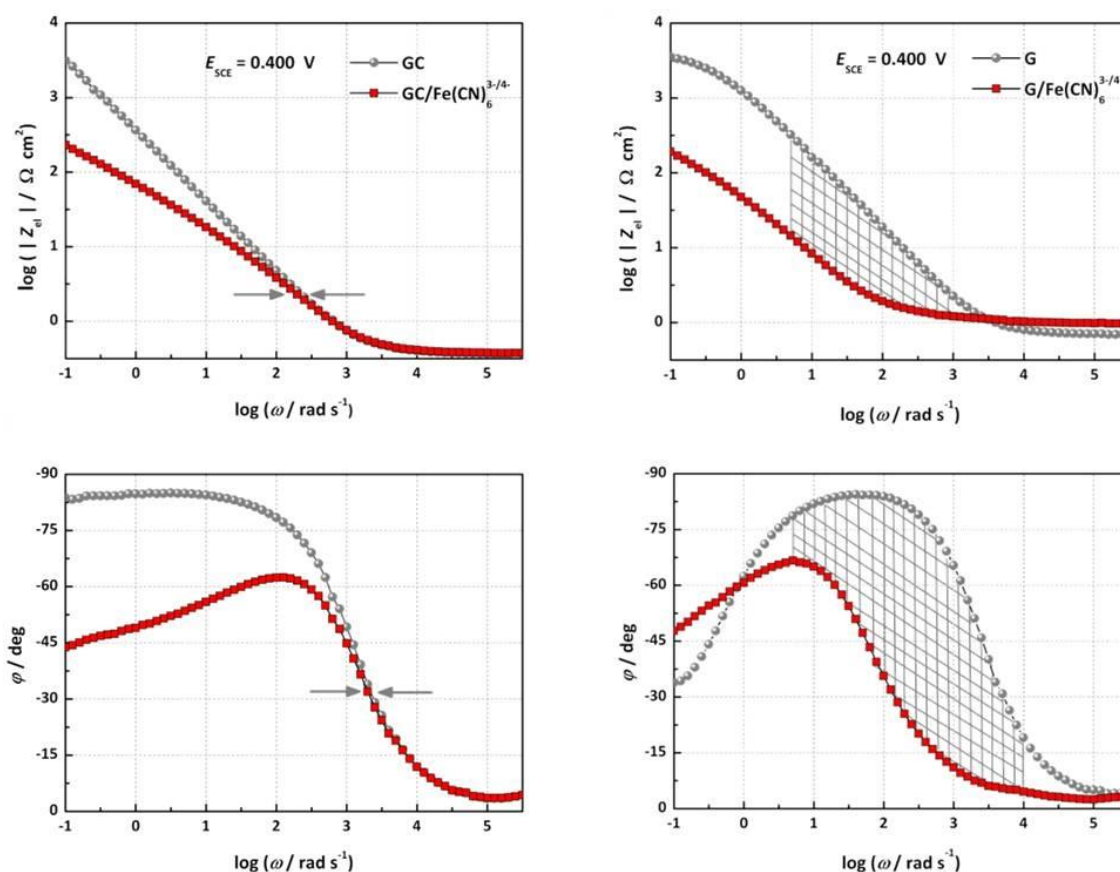 4
3
2
1
0
log (| Z_el | / Ω cm²)
E_SCE = 0.400 V
GC
GC/Fe(CN)₆³⁻/⁴⁻
-1 0 1 2 3 4 5
log (ω / rad s⁻¹)
4
3
2
1
0
log (| Z_el | / Ω cm²)
E_SCE = 0.400 V
G
G/Fe(CN)₆³⁻/⁴
-1 0 1 2 3 4 5
log (ω / rad s⁻¹)
-90
-75
-60
-45
-30
-15
0
φ / deg
-1 0 1 2 3 4 5
log (ω / rad s⁻¹)
-90
-75
-60
-45
-30
-15
0
φ / deg
-1 0 1 2 3 4 5
log (ω / rad s⁻¹)